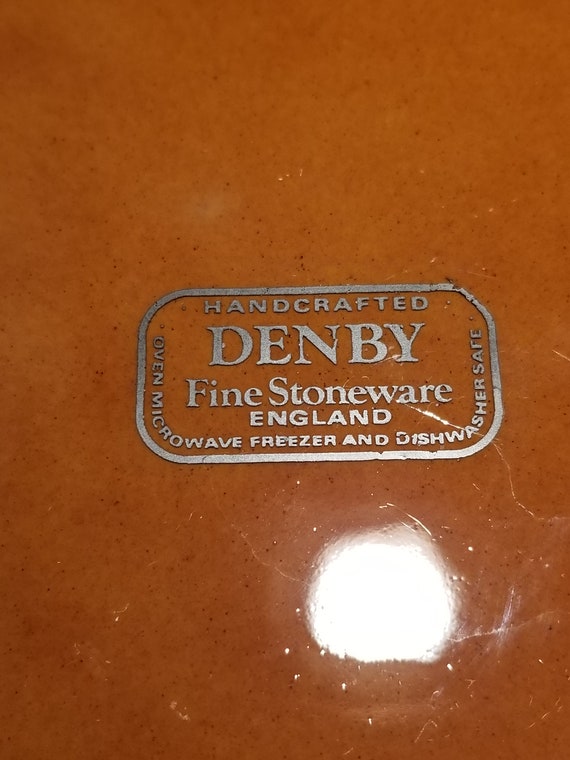 HANDCRAFTED
DENBY
Fine Stoneware
ENGLAND
OVEN MICROWAVE FREEZER AND DISHWASHER SAFE